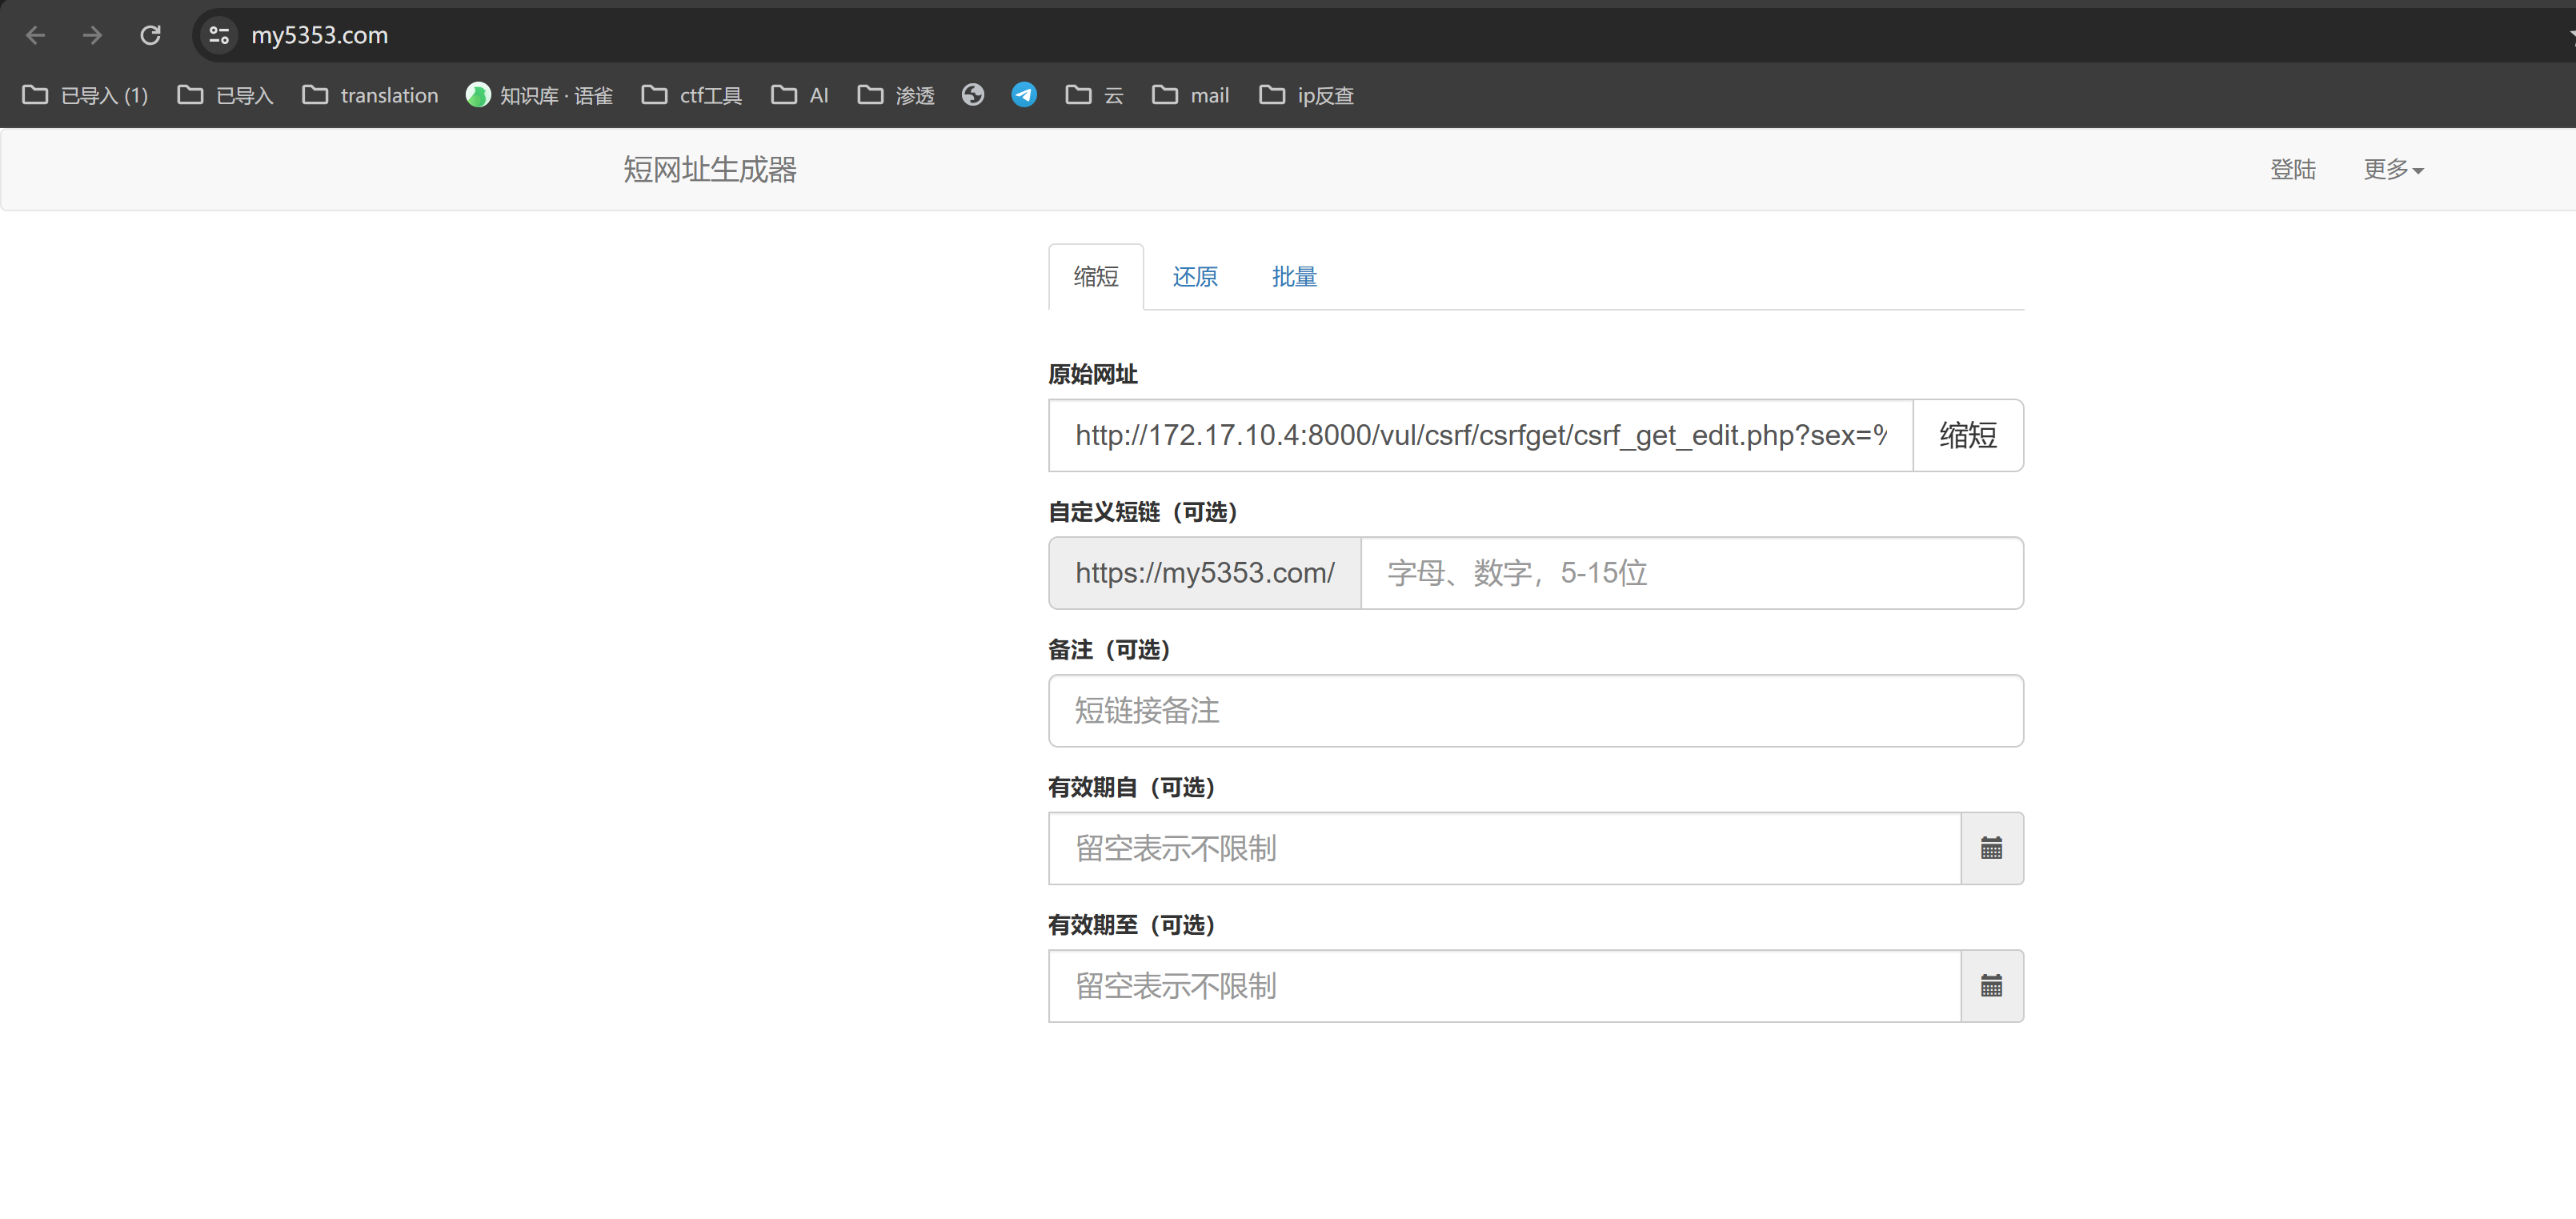 my5353.com
已导入 (1) 已导入 translation 知识库 · 语雀 ctf工具 AI 渗透 云 mail ip反查
短网址生成器 登陆 更多
缩短 还原 批量
原始网址
http://172.17.10.4:8000/vul/csrf/csrfget/csrf_get_edit.php?sex=% 缩短
自定义短链（可选）
https://my5353.com/ 字母、数字，5-15位
备注（可选）
短链接备注
有效期自（可选）
留空表示不限制
有效期至（可选）
留空表示不限制